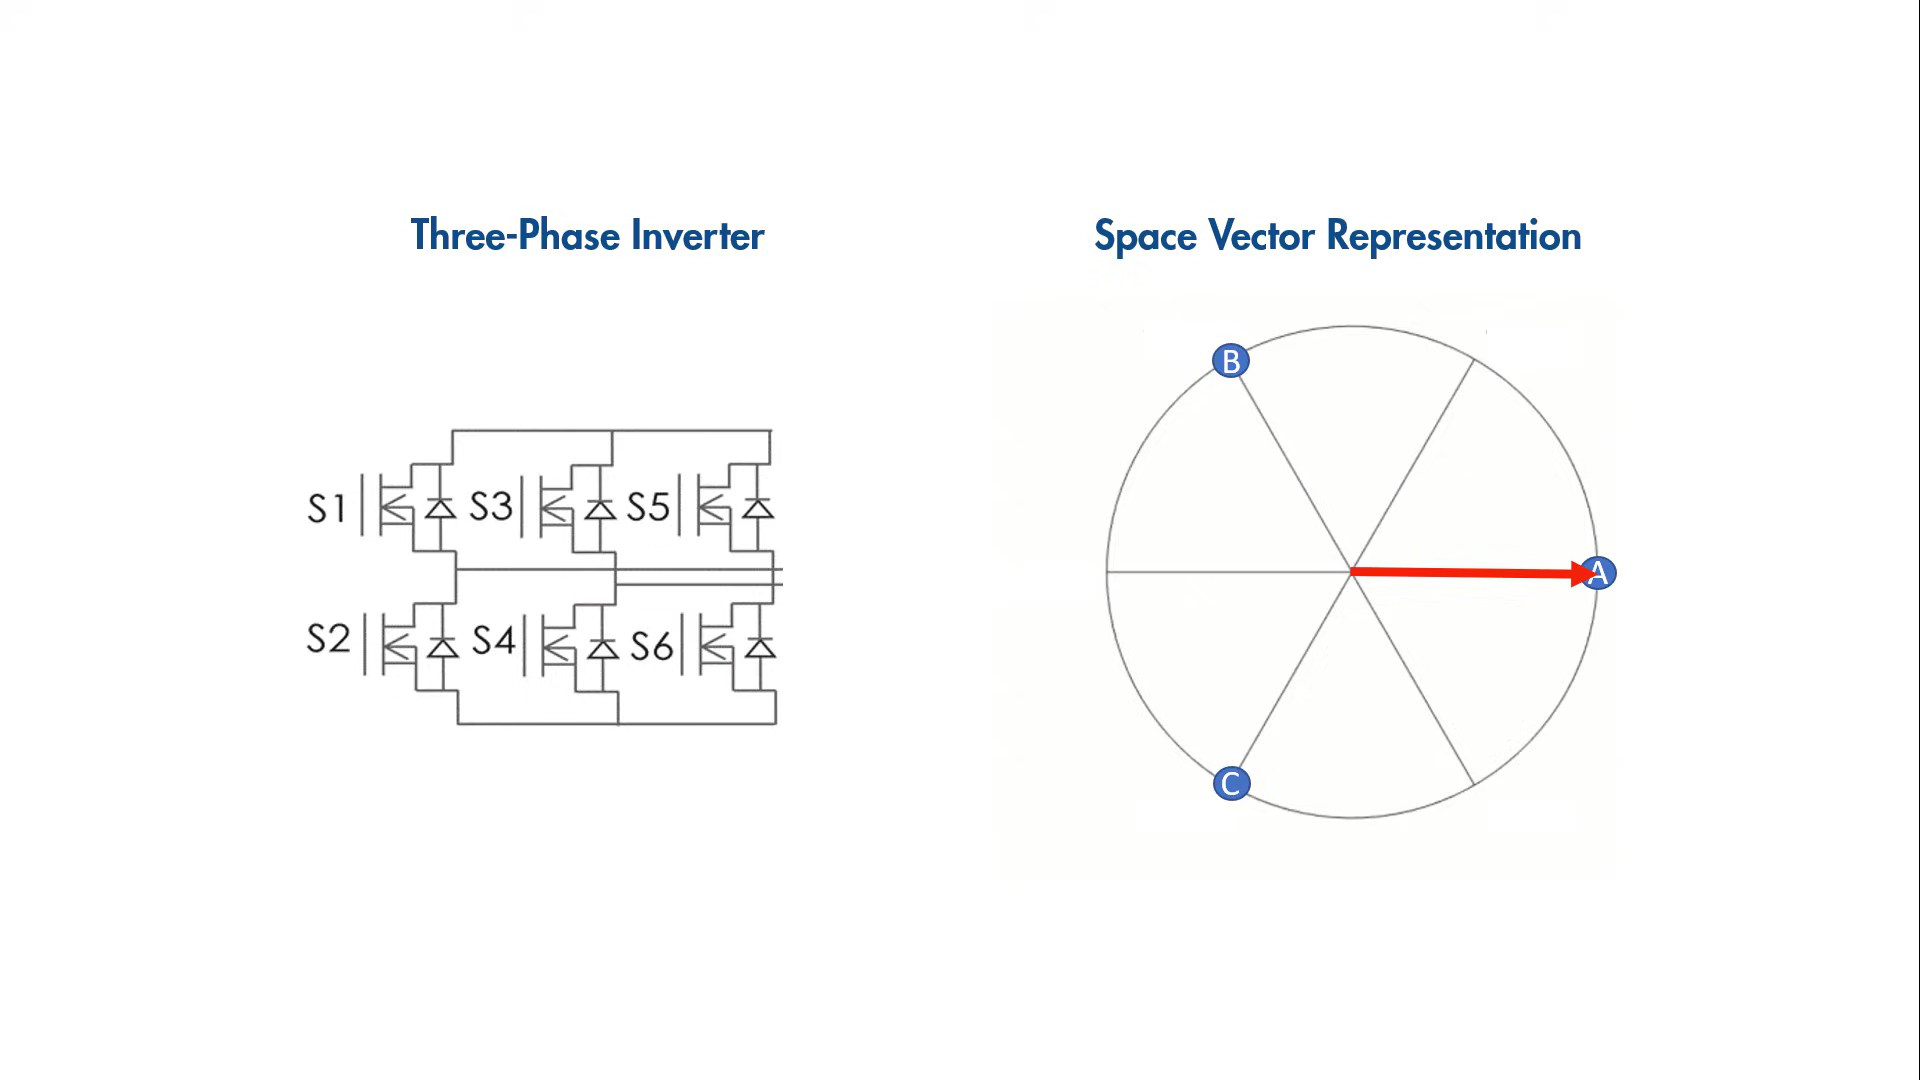 Three-Phase Inverter
Space Vector Representation
S1
S3
S5
S2
S4
S6
B
A
C